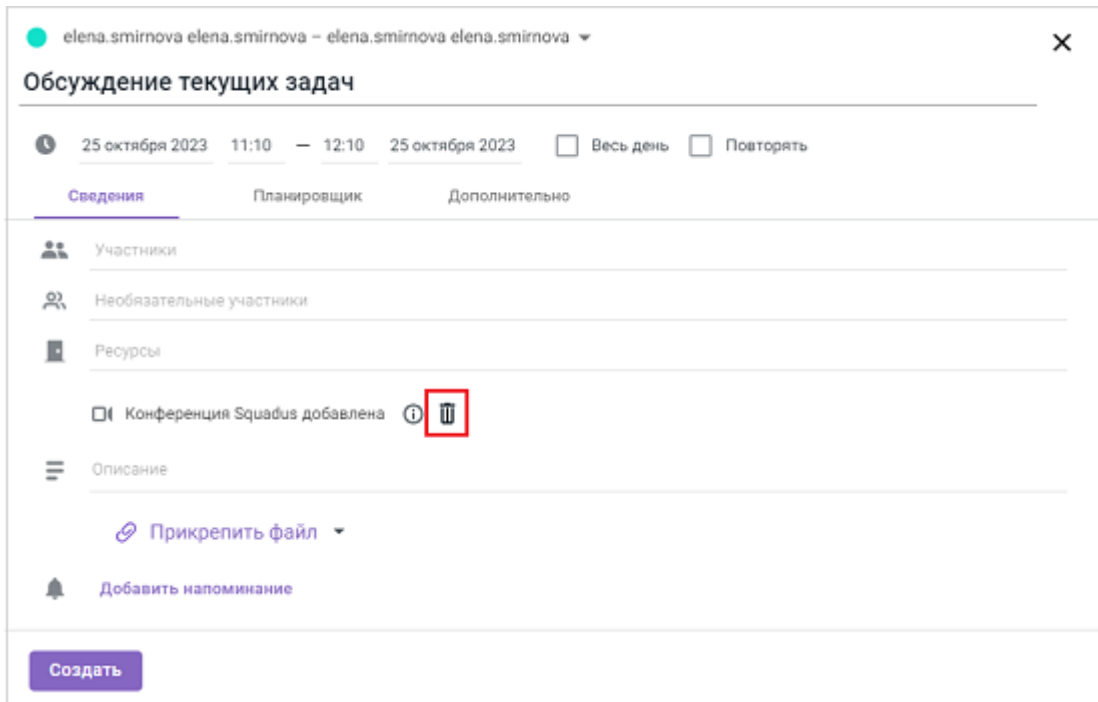 elena.smirnova elena.smirnova – elena.smirnova elena.smirnova
Обсуждение текущих задач
25 октября 2023 11:10 — 12:10 25 октября 2023 Весь день Повторять
Сведения Планировщик Дополнительно
Участники
Необязательные участники
Ресурсы
Конференция Squadus добавлена
Описание
Прикрепить файл
Добавить напоминание
Создать